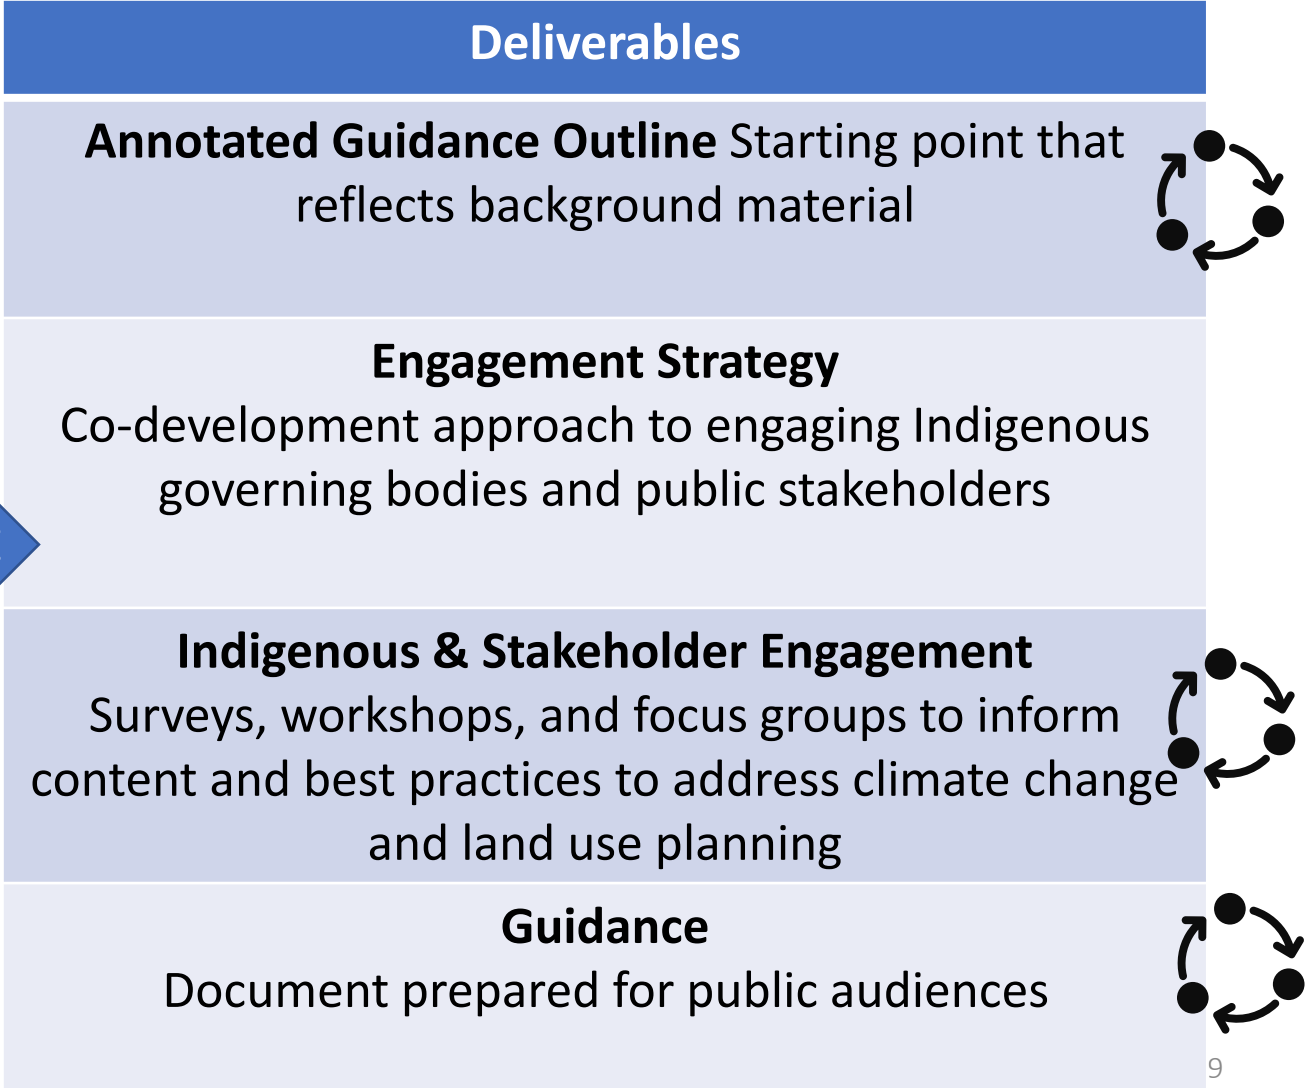 Deliverables
Annotated Guidance Outline Starting point that
reflects background material
Engagement Strategy
Co-development approach to engaging Indigenous
governing bodies and public stakeholders
Indigenous & Stakeholder Engagement
Surveys, workshops, and focus groups to inform
content and best practices to address climate change
and land use planning
Guidance
Document prepared for public audiences
9